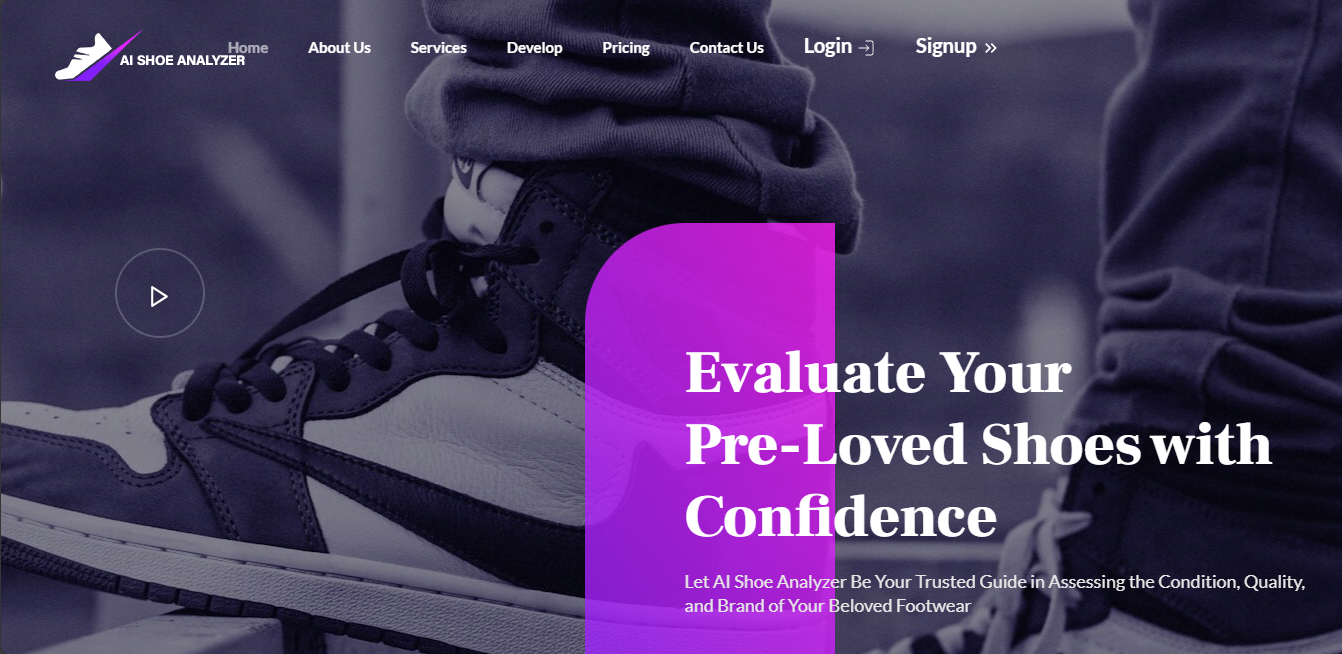 AI SHOE ANALYZER
Home About Us Services Develop Pricing Contact Us Login Signup
Evaluate Your
Pre-Loved Shoes with
Confidence
Let AI Shoe Analyzer Be Your Trusted Guide in Assessing the Condition, Quality,
and Brand of Your Beloved Footwear